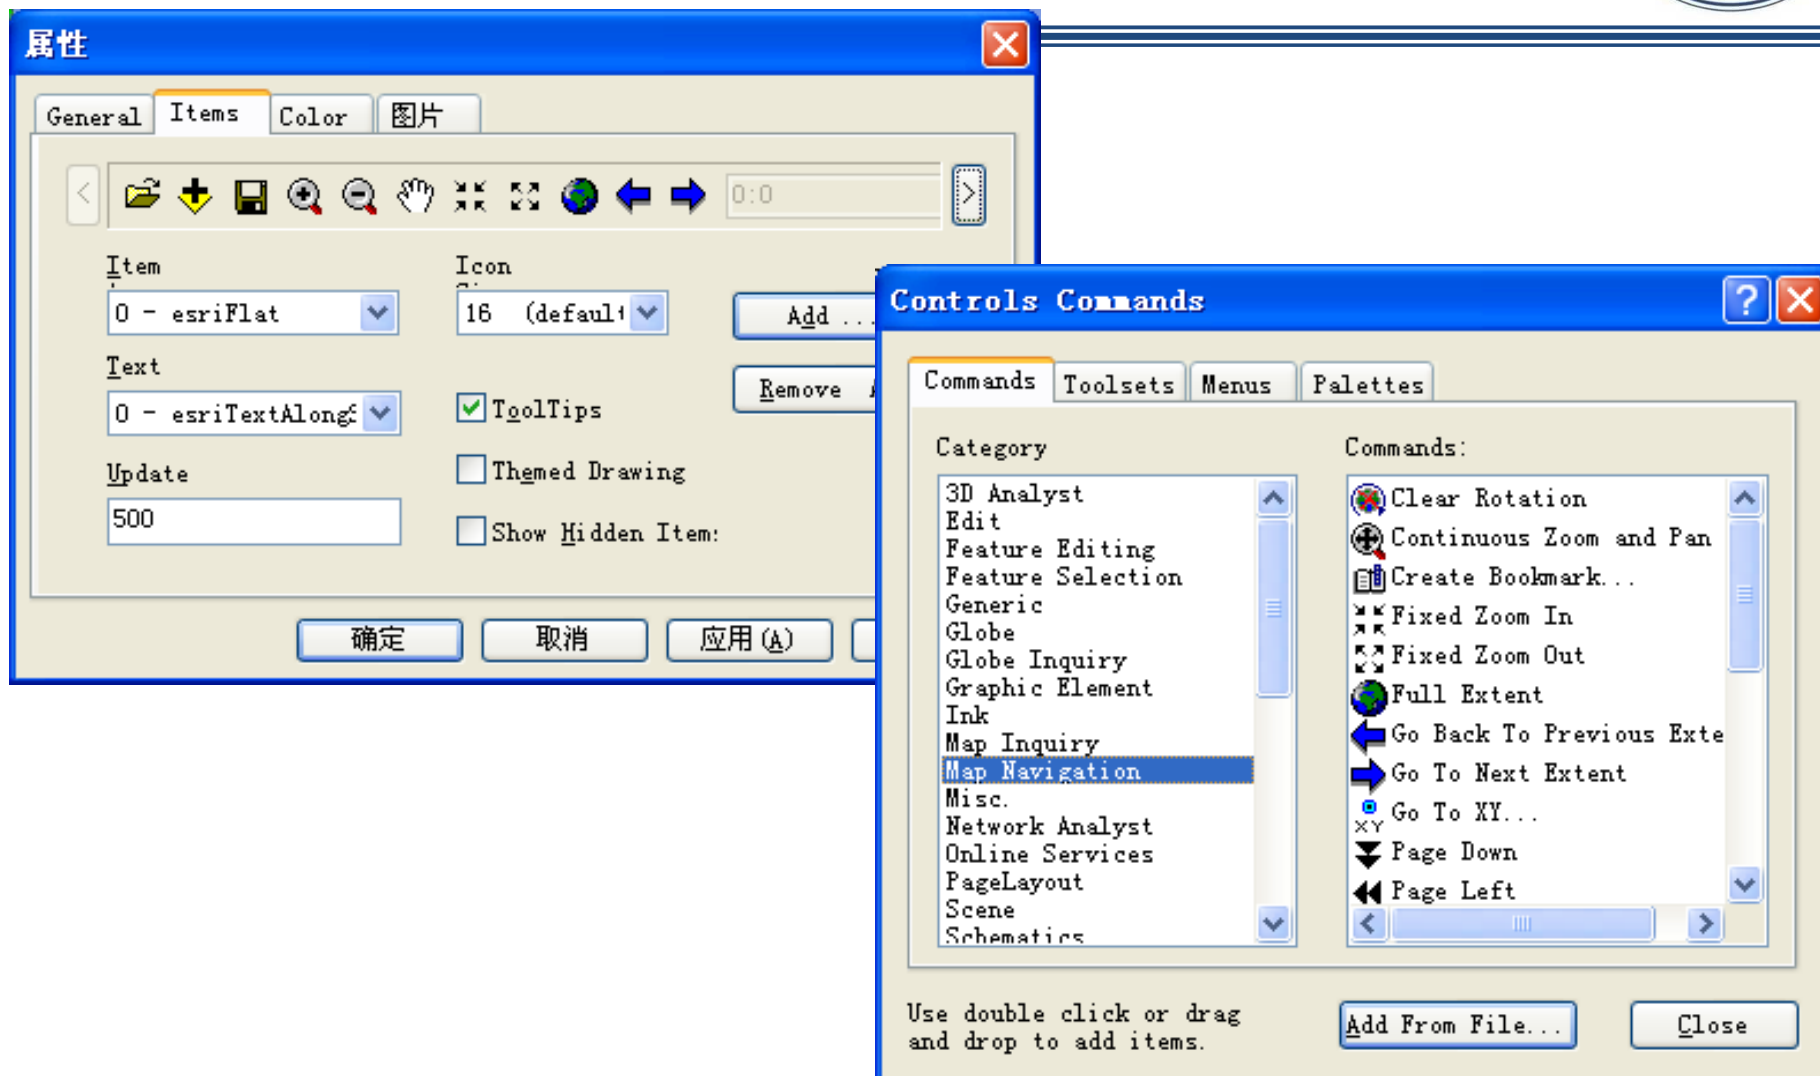 属性
General Items Color 图片
0:0
Item
Icon
0 - esriFlat
16 (default
Add ...
Text
0 - esriTextAlongS
ToolTips
Remove
Update
Themed Drawing
500
Show Hidden Item:
确定 取消 应用(A)
Controls Commands
Commands Toolsets Menus Palettes
Category
3D Analyst
Edit
Feature Editing
Feature Selection
Generic
Globe
Globe Inquiry
Graphic Element
Ink
Map Inquiry
Map Navigation
Misc.
Network Analyst
Online Services
PageLayout
Scene
Schematics
Commands:
Clear Rotation
Continuous Zoom and Pan
Create Bookmark...
Fixed Zoom In
Fixed Zoom Out
Full Extent
Go Back To Previous Exte
Go To Next Extent
XY Go To XY...
Page Down
Page Left
Use double click or drag
and drop to add items.
Add From File...
Close